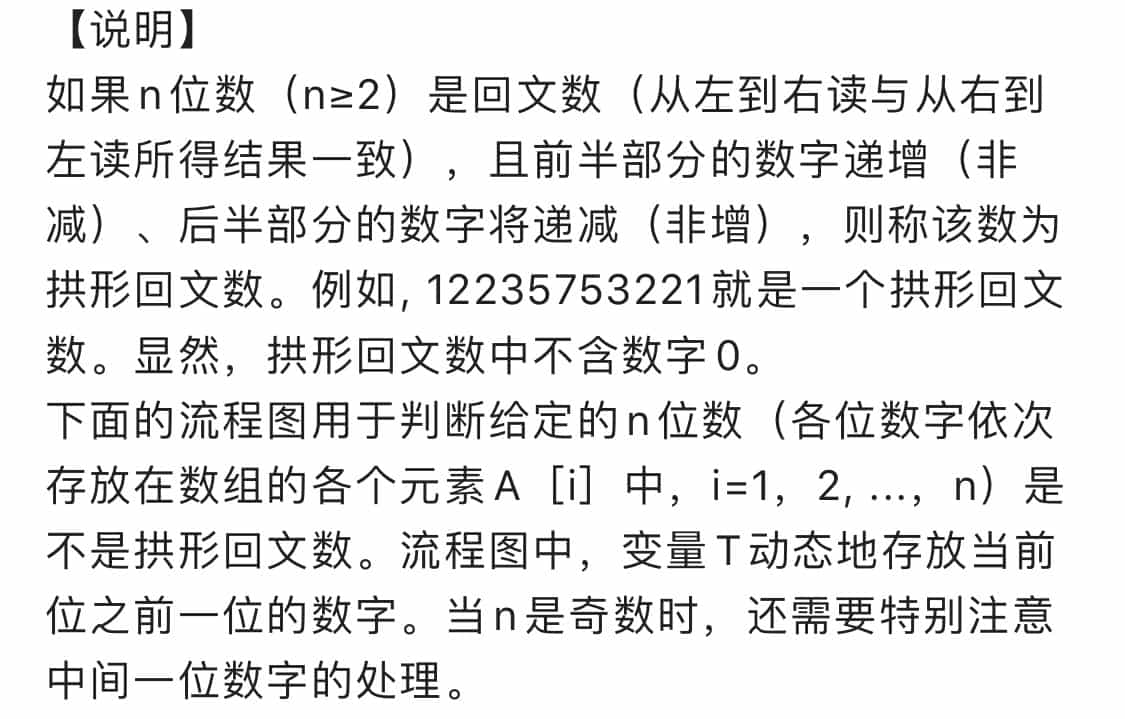 【说明】
如果n位数（n≥2）是回文数（从左到右读与从右到
左读所得结果一致），且前半部分的数字递增（非
减）、后半部分的数字将递减（非增），则称该数为
拱形回文数。例如, 12235753221就是一个拱形回文
数。显然，拱形回文数中不含数字0。
下面的流程图用于判断给定的n位数（各位数字依次
存放在数组的各个元素A［i］中，i=1，2, ...，n）是
不是拱形回文数。流程图中，变量T动态地存放当前
位之前一位的数字。当n是奇数时，还需要特别注意
中间一位数字的处理。